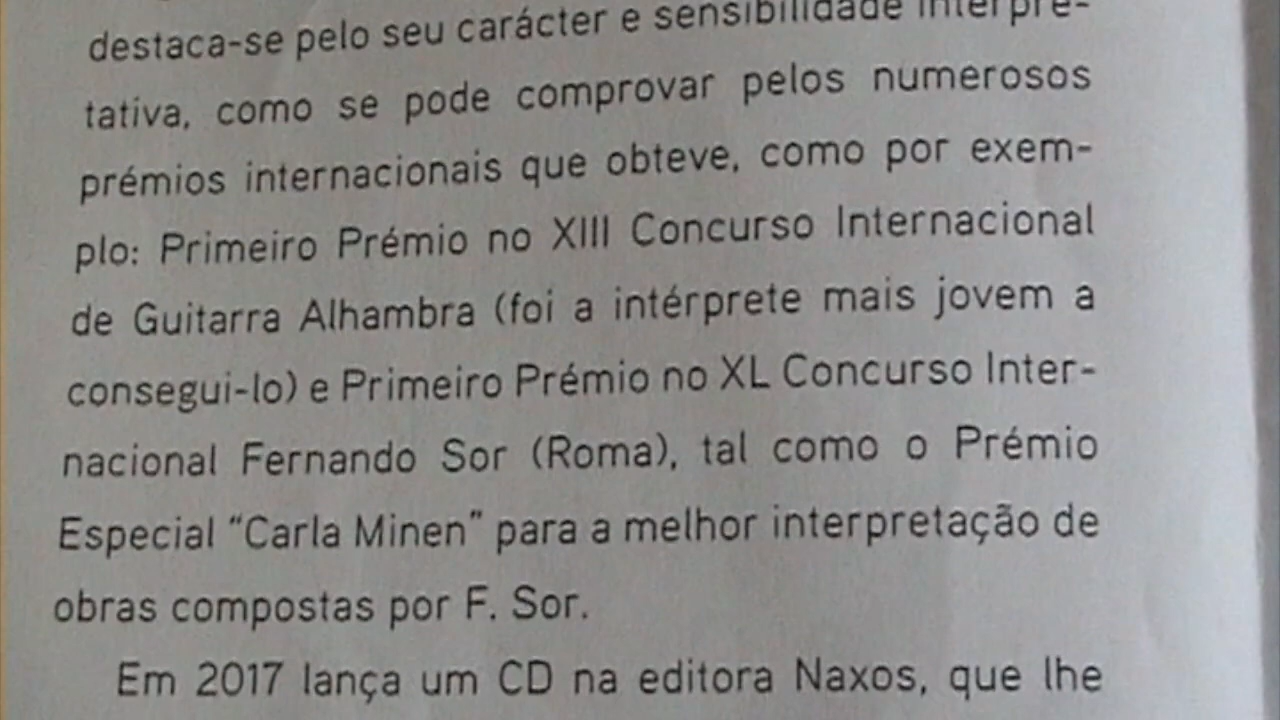 destaca-se pelo seu carácter e sensibilidade interpre-
tativa, como se pode comprovar pelos numerosos
prémios internacionais que obteve, como por exem-
plo: Primeiro Prémio no XIII Concurso Internacional
de Guitarra Alhambra (foi a intérprete mais jovem a
consegui-lo) e Primeiro Prémio no XL Concurso Inter-
nacional Fernando Sor (Roma), tal como o Prémio
Especial “Carla Minen” para a melhor interpretação de
obras compostas por F. Sor.
Em 2017 lança um CD na editora Naxos, que lhe